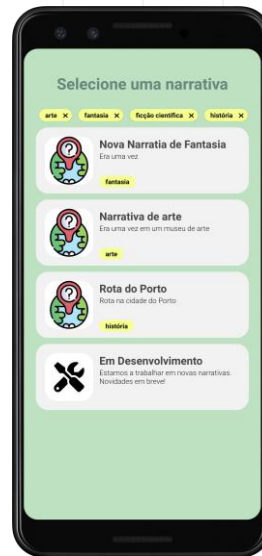 Selecione uma narrativa
arte ✕ fantasia ✕ ficção científica ✕ história ✕
Nova Narratia de Fantasia
Era uma vez
fantasia
Narrativa de arte
Era uma vez em um museu de arte
arte
Rota do Porto
Rota na cidade do Porto
história
Em Desenvolvimento
Estamos a trabalhar em novas narrativas.
Novidades em breve!